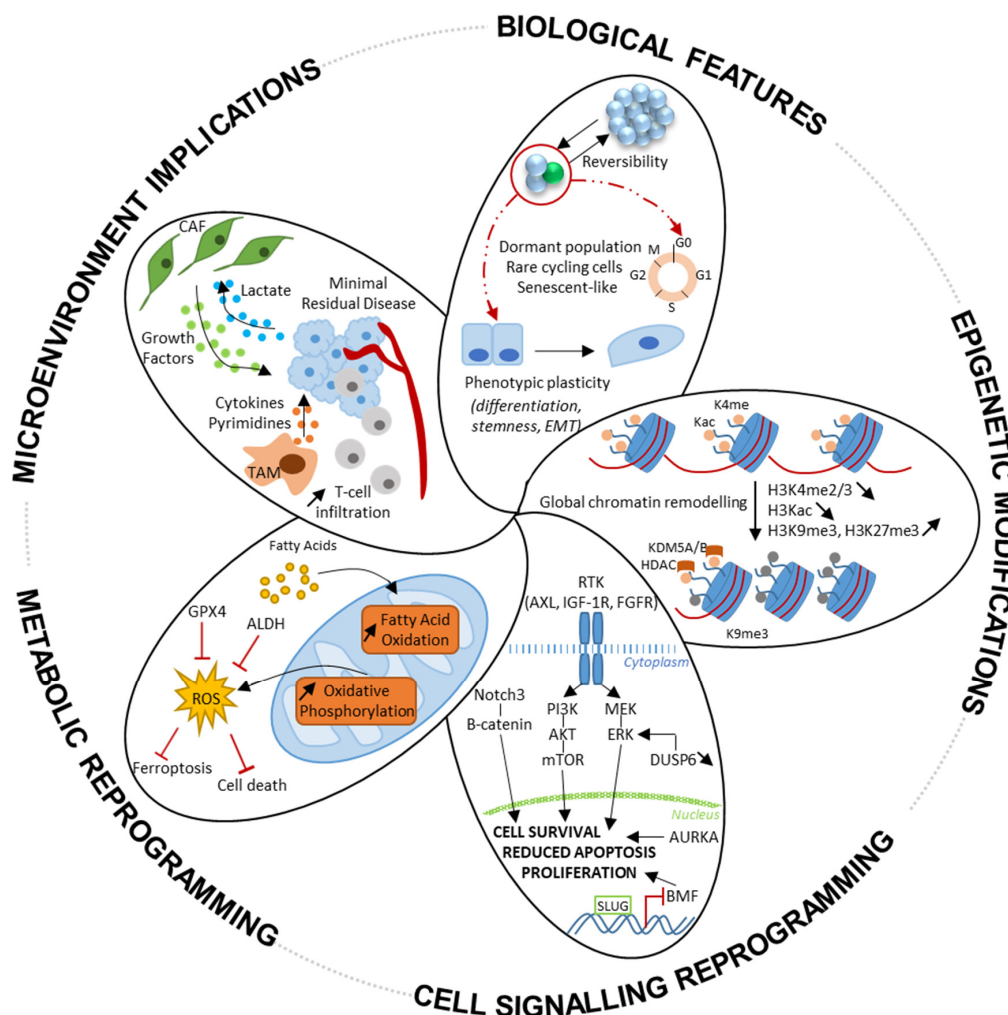 BIOLOGICAL FEATURES
Reversibility
Dormant population
Rare cycling cells
Senescent-like
M
G0
G2
G1
S
Phenotypic plasticity
(differentiation,
stemness, EMT)
EPIGENETIC MODIFICATIONS
K4me
Kac
Global chromatin remodelling
H3K4me2/3
H3Kac
H3K9me3, H3K27me3
KDM5A/B
HDAC
K9me3
CELL SIGNALLING REPROGRAMMING
RTK
(AXL, IGF-1R, FGFR)
Cytoplasm
Notch3
B-catenin
PI3K
AKT
mTOR
MEK
ERK
DUSP6
Nucleus
CELL SURVIVAL
REDUCED APOPTOSIS
PROLIFERATION
AURKA
BMF
SLUG
METABOLIC REPROGRAMMING
Fatty Acids
GPX4
ALDH
Fatty Acid
Oxidation
ROS
Oxidative
Phosphorylation
Ferroptosis
Cell death
MICROENVIRONMENT IMPLICATIONS
CAF
Lactate
Minimal
Residual Disease
Growth
Factors
Cytokines
Pyrimidines
TAM
T-cell
infiltration